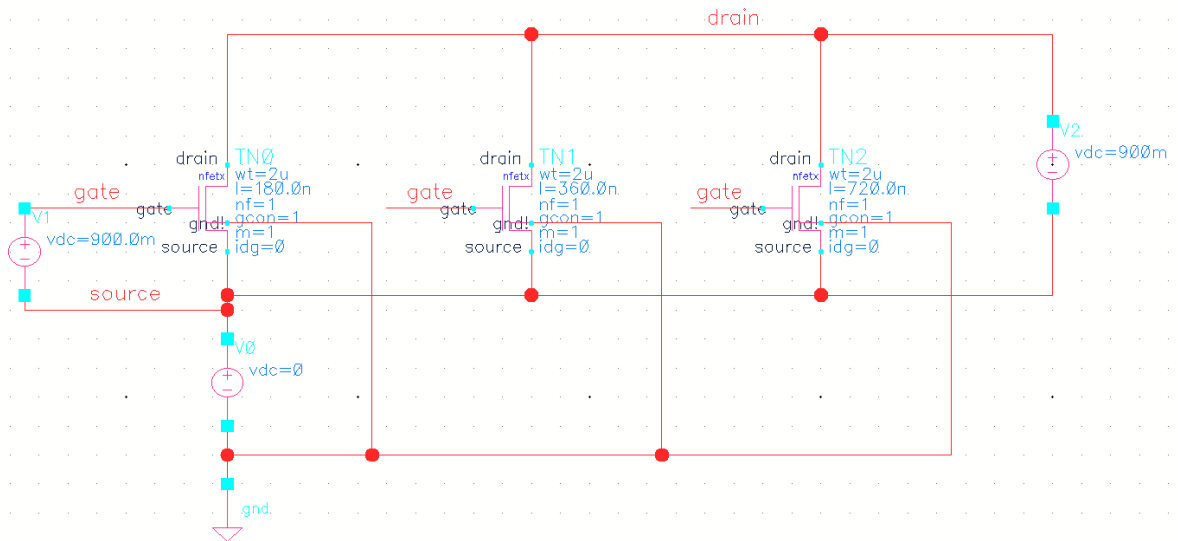 drain
drain
TN0
nfetx
wt=2u
l=180.0n
nf=1
gcon=1
m=1
idg=0
gate
gate
gnd!
source
drain
TN1
nfetx
wt=2u
l=360.0n
nf=1
gcon=1
m=1
idg=0
gate
gate
gnd!
source
drain
TN2
nfetx
wt=2u
l=720.0n
nf=1
gcon=1
m=1
idg=0
gate
gate
gnd!
source
V2
vdc=900m
V1
vdc=900.0m
source
V0
vdc=0
gnd